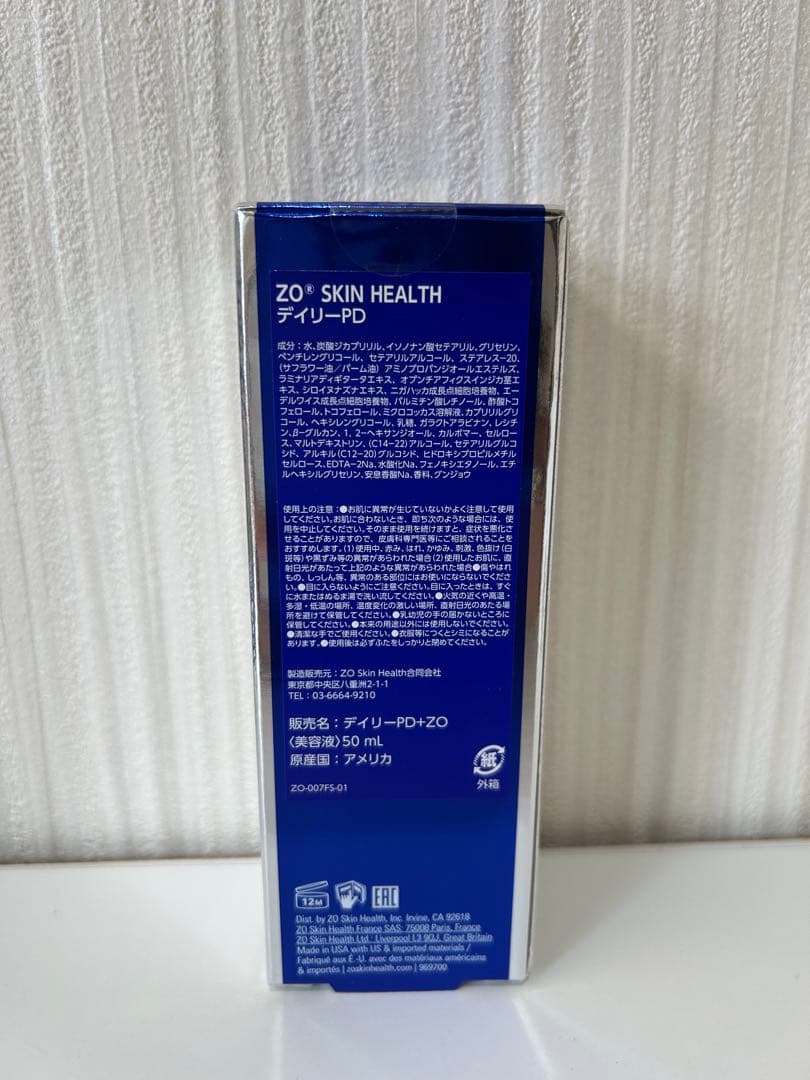 ZO® SKIN HEALTH
デイリーPD
成分：水、炭酸ジカプリリル、イソノナン酸セテアリル、グリセリン、
ペンチレングリコール、セテアリルアルコール、ステアレス-20、
(サフラワー油／パーム油) アミノプロパンジオールエステルズ、
ラミナリアディギタータエキス、オプンチアフィクスインジカ茎エ
キス、シロイヌナズナエキス、ニガハッカ成長点細胞培養物、エー
デルワイス成長点細胞培養物、パルミチン酸レチノール、酢酸トコ
フェロール、トコフェロール、ミクロコッカス溶解液、カプリリルグリ
コール、ヘキシレングリコール、乳糖、ガラクトアラビナン、レシチ
ン、β-グルカン、1，2-ヘキサンジオール、カルボマー、セルロー
ス、マルトデキストリン、(C14-22)アルコール、セテアリルグルコ
シド、アルキル(C12-20)グルコシド、ヒドロキシプロピルメチル
セルロース、EDTA-2Na、水酸化Na、フェノキシエタノール、エチ
ルヘキシルグリセリン、安息香酸Na、香料、グンジョウ
使用上の注意：●お肌に異常が生じていないかよく注意して使用
してください。お肌に合わないとき、即ち次のような場合には、使
用を中止してください。そのまま使用を続けますと、症状を悪化さ
せることがありますので、皮膚科専門医等にご相談されることを
おすすめします。(1)使用中、赤み、はれ、かゆみ、刺激、色抜け(白
斑等)や黒ずみ等の異常があらわれた場合(2)使用したお肌に、直
射日光があたって上記のような異常があらわれた場合●傷やはれ
もの、しっしん等、異常のある部位にはお使いにならないでくださ
い。●目に入らないようにご注意ください。目に入ったときは、すぐ
に水またはぬるま湯で洗い流してください。●火気の近くや高温・
多湿・低温の場所、温度変化の激しい場所、直射日光のあたる場
所を避けて保管してください。●乳幼児の手の届かないところに
保管してください。●本来の用途以外には使用しないでください。
●清潔な手でご使用ください。●衣服等につくとシミになることが
あります。●使用後は必ずふたをしっかりと閉めてください。
製造販売元：ZO Skin Health合同会社
東京都中央区八重洲2-1-1
TEL：03-6664-9210
販売名：デイリーPD+ZO
〈美容液〉50 mL
原産国：アメリカ
紙
外箱
ZO-007FS-01
12M
EAC
Dist. by ZO Skin Health, Inc. Irvine, CA 92618
ZO Skin Health France SAS: 75008 Paris, France
ZO Skin Health Ltd.: Liverpool L3 9QJ, Great Britain
Made in USA with US & imported materials /
Fabriqué aux É.-U. avec des matériaux américains
& importés | zoskinhealth.com | 969700